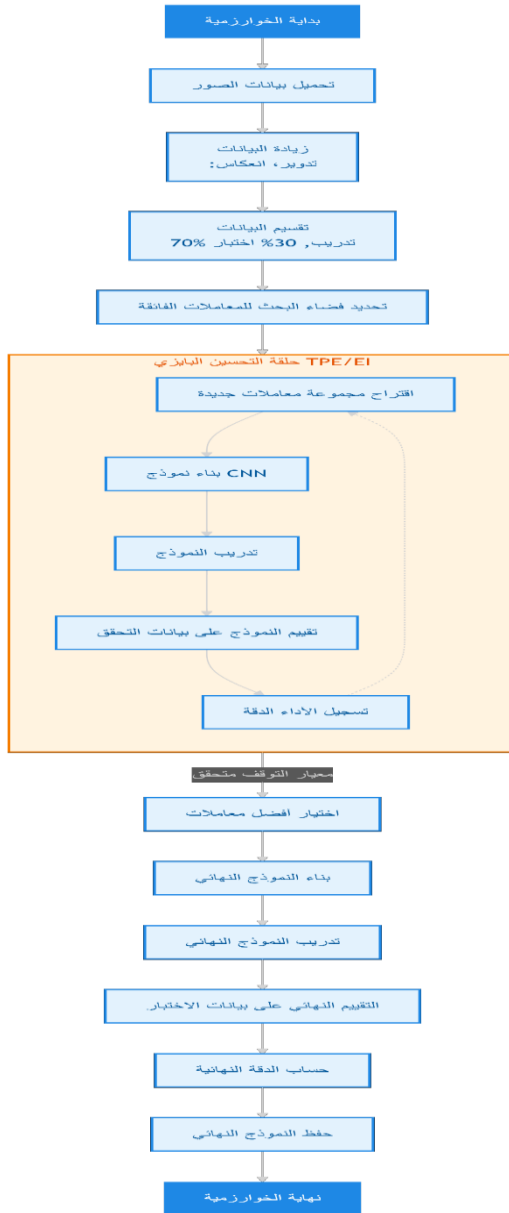 بداية الخوارزمية
تحميل بيانات الصور
زيادة البيانات
تدوير، انعكاس:
تقسيم البيانات
تدريب, 30% اختبار 70%
تحديد فضاء البحث للمعاملات الفائقة
TPE/EI حلقة التحسين البايزي
اقتراح مجموعة معاملات جديدة
CNN بناء نموذج
تدريب النموذج
تقييم النموذج على بيانات التحقق
تسجيل الأداء الدقة
معيار التوقف متحقق
اختيار أفضل معاملات
بناء النموذج النهائي
تدريب النموذج النهائي
التقييم النهائي على بيانات الاختبار
حساب الدقة النهائية
حفظ النموذج النهائي
نهاية الخوارزمية